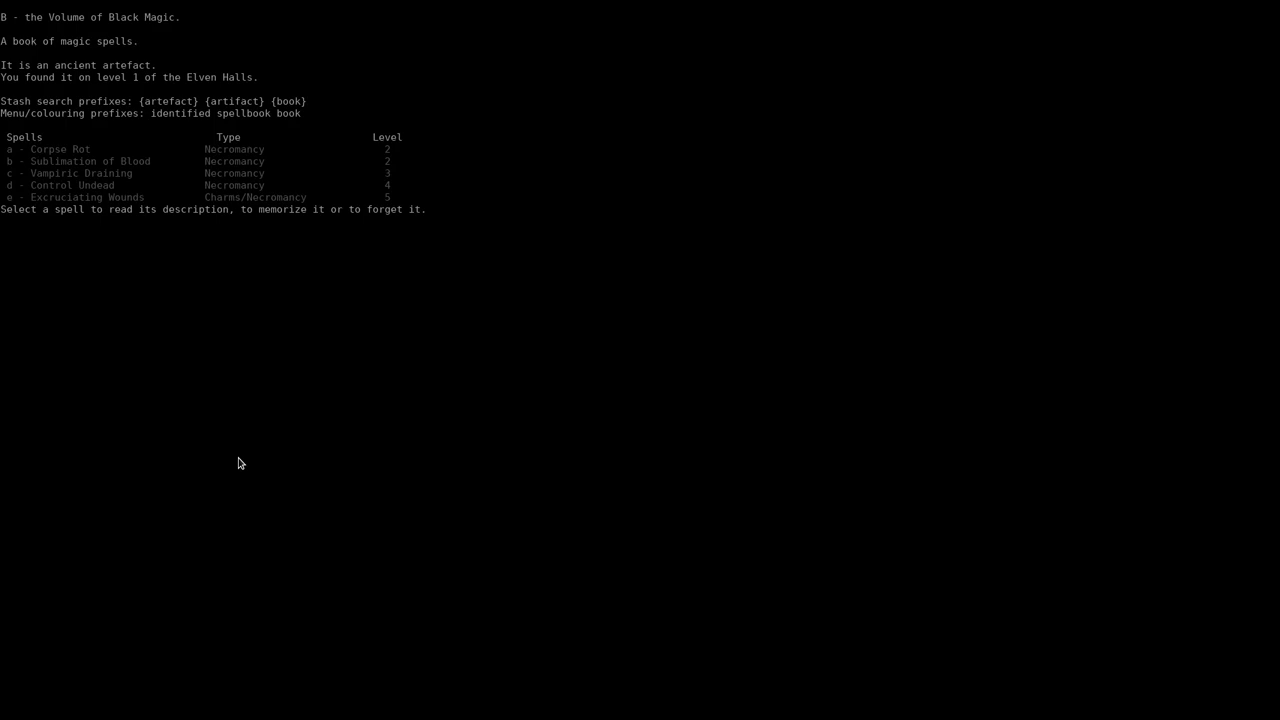 B - the Volume of Black Magic.
A book of magic spells.
It is an ancient artefact.
You found it on level 1 of the Elven Halls.
Stash search prefixes: {artefact} {artifact} {book}
Menu/colouring prefixes: identified spellbook book
Spells Type Level
a - Corpse Rot Necromancy 2
b - Sublimation of Blood Necromancy 2
c - Vampiric Draining Necromancy 3
d - Control Undead Necromancy 4
e - Excruciating Wounds Charms/Necromancy 5
Select a spell to read its description, to memorize it or to forget it.